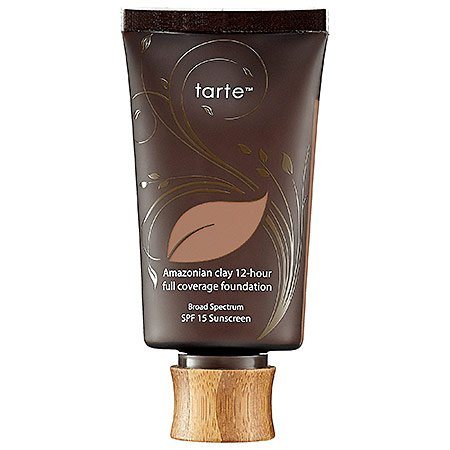 tarte™
Amazonian clay 12-hour
full coverage foundation
Broad Spectrum
SPF 15 Sunscreen